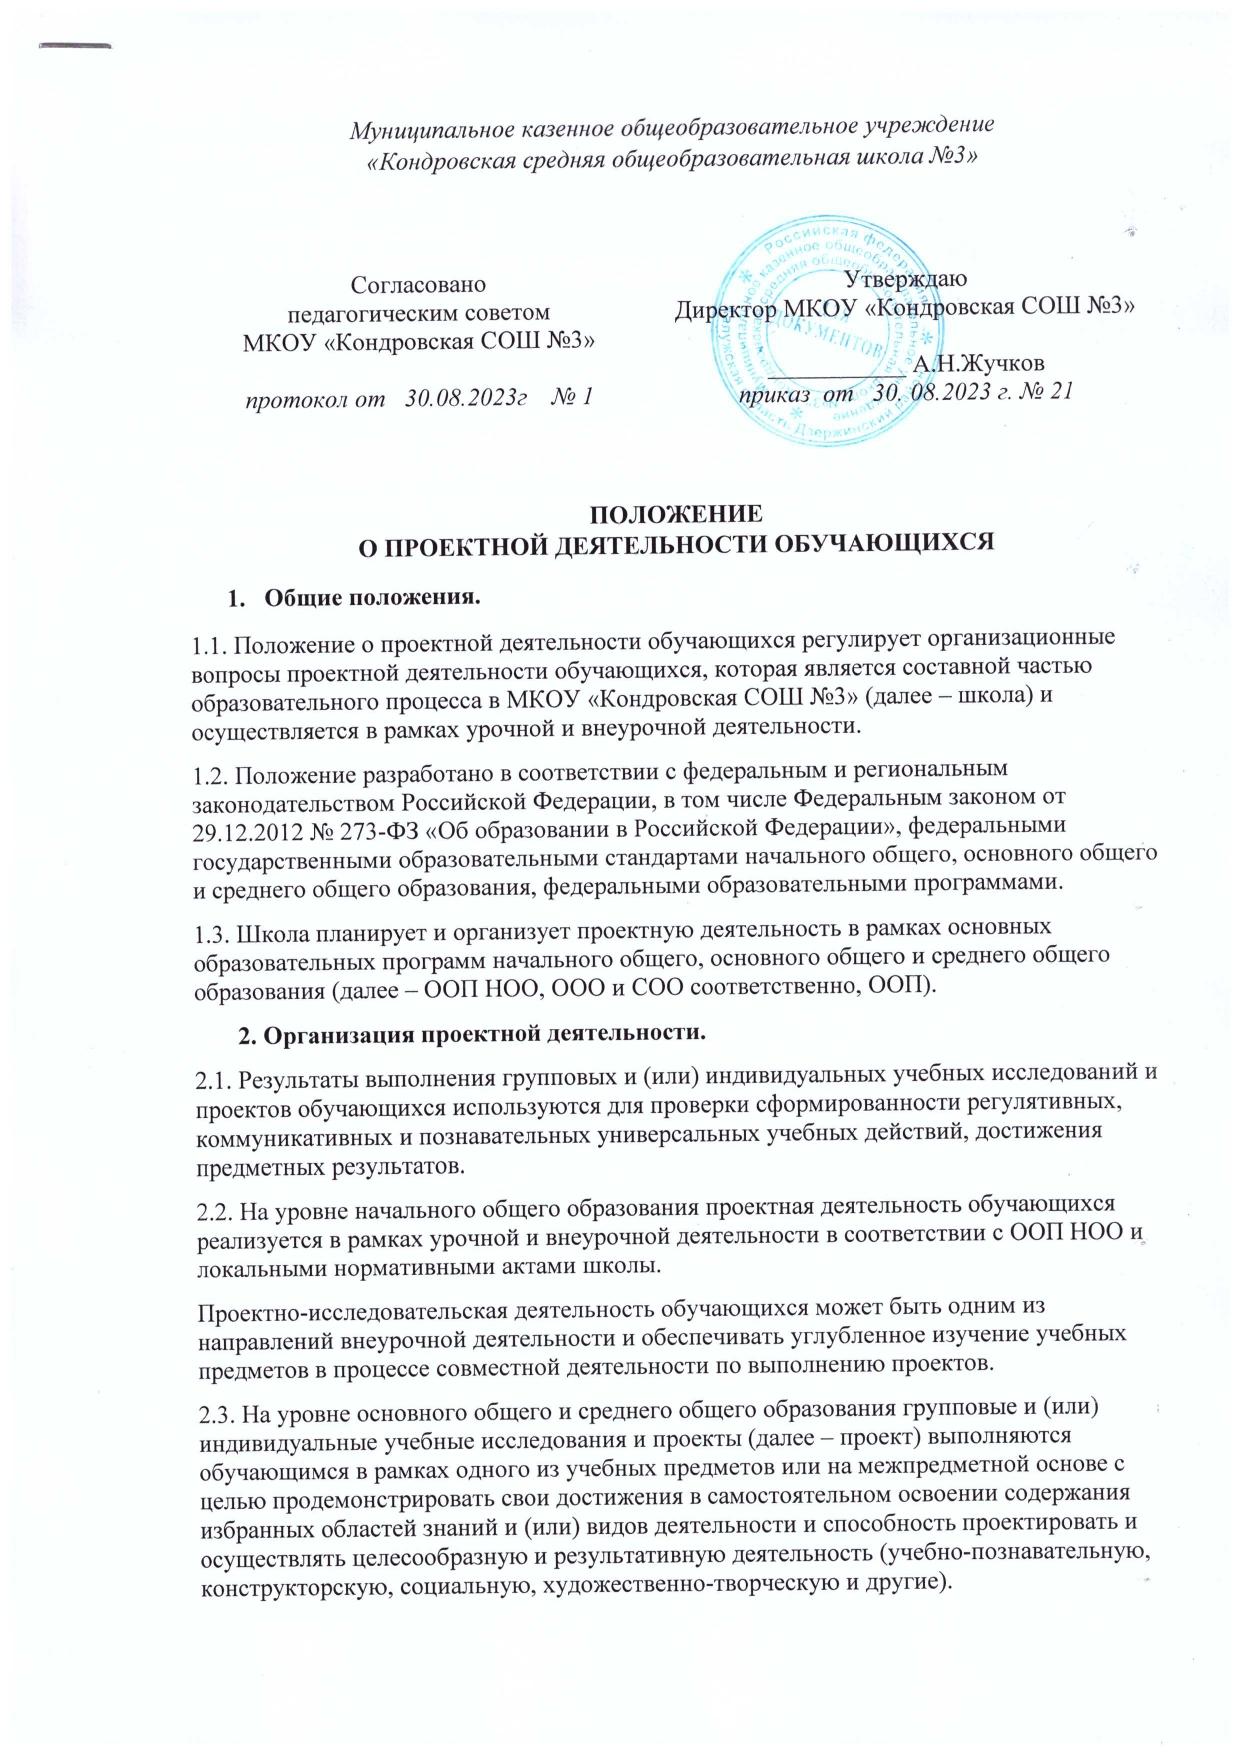 Муниципальное казенное общеобразовательное учреждение
«Кондровская средняя общеобразовательная школа №3»
Согласовано
педагогическим советом
МКОУ «Кондровская СОШ №3»
протокол от 30.08.2023г № 1
Утверждаю
Директор МКОУ «Кондровская СОШ №3»
___________ А.Н.Жучков
приказ от 30. 08.2023 г. № 21
Российская Федерация
ДОКУМЕНТОВ
ПОЛОЖЕНИЕ
О ПРОЕКТНОЙ ДЕЯТЕЛЬНОСТИ ОБУЧАЮЩИХСЯ
1. Общие положения.
1.1. Положение о проектной деятельности обучающихся регулирует организационные
вопросы проектной деятельности обучающихся, которая является составной частью
образовательного процесса в МКОУ «Кондровская СОШ №3» (далее – школа) и
осуществляется в рамках урочной и внеурочной деятельности.
1.2. Положение разработано в соответствии с федеральным и региональным
законодательством Российской Федерации, в том числе Федеральным законом от
29.12.2012 № 273-ФЗ «Об образовании в Российской Федерации», федеральными
государственными образовательными стандартами начального общего, основного общего
и среднего общего образования, федеральными образовательными программами.
1.3. Школа планирует и организует проектную деятельность в рамках основных
образовательных программ начального общего, основного общего и среднего общего
образования (далее – ООП НОО, ООО и СОО соответственно, ООП).
2. Организация проектной деятельности.
2.1. Результаты выполнения групповых и (или) индивидуальных учебных исследований и
проектов обучающихся используются для проверки сформированности регулятивных,
коммуникативных и познавательных универсальных учебных действий, достижения
предметных результатов.
2.2. На уровне начального общего образования проектная деятельность обучающихся
реализуется в рамках урочной и внеурочной деятельности в соответствии с ООП НОО и
локальными нормативными актами школы.
Проектно-исследовательская деятельность обучающихся может быть одним из
направлений внеурочной деятельности и обеспечивать углубленное изучение учебных
предметов в процессе совместной деятельности по выполнению проектов.
2.3. На уровне основного общего и среднего общего образования групповые и (или)
индивидуальные учебные исследования и проекты (далее – проект) выполняются
обучающимся в рамках одного из учебных предметов или на межпредметной основе с
целью продемонстрировать свои достижения в самостоятельном освоении содержания
избранных областей знаний и (или) видов деятельности и способность проектировать и
осуществлять целесообразную и результативную деятельность (учебно-познавательную,
конструкторскую, социальную, художественно-творческую и другие).